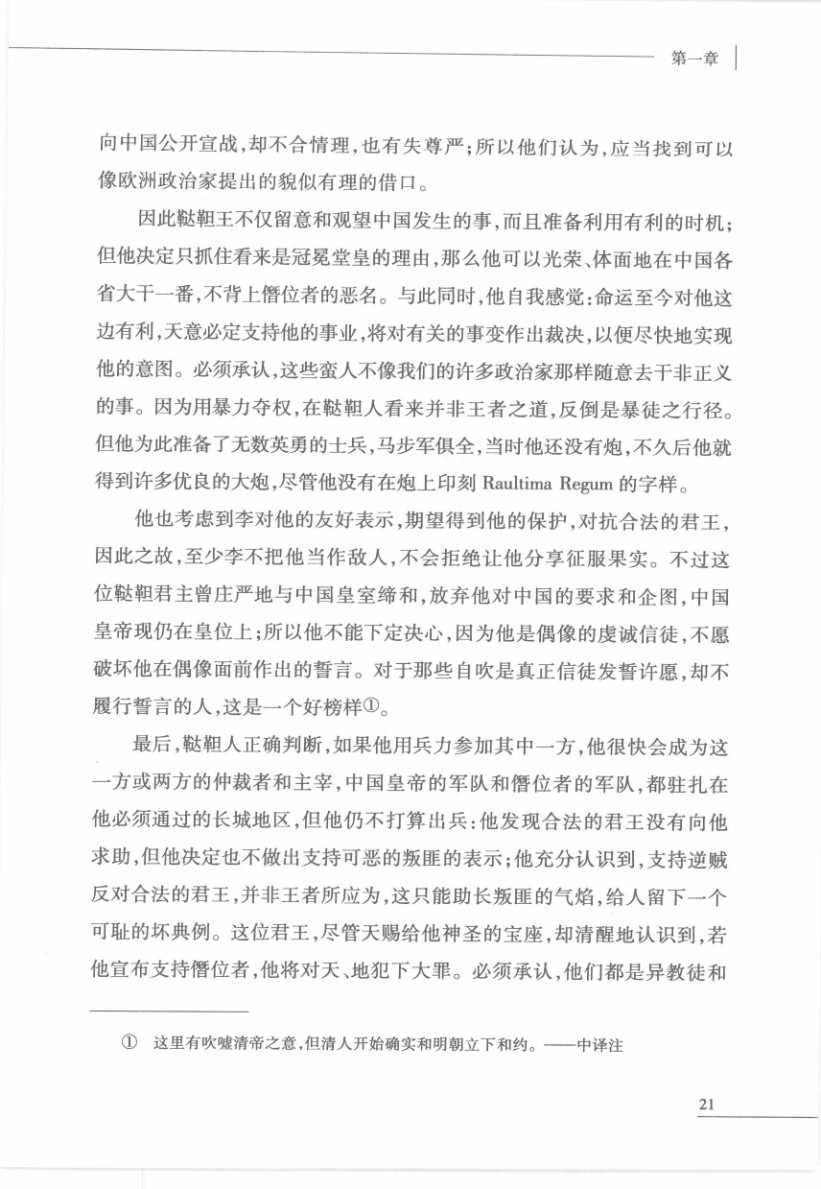 第一章
向中国公开宣战,却不合情理,也有失尊严;所以他们认为,应当找到可以
像欧洲政治家提出的貌似有理的借口。
因此鞑靼王不仅留意和观望中国发生的事,而且准备利用有利的时机;
但他决定只抓住看来是冠冕堂皇的理由,那么他可以光荣、体面地在中国各
省大干一番,不背上僭位者的恶名。与此同时,他自我感觉:命运至今对他这
边有利,天意必定支持他的事业,将对有关的事变作出裁决,以便尽快地实现
他的意图。必须承认,这些蛮人不像我们的许多政治家那样随意去干非正义
的事。因为用暴力夺权,在鞑靼人看来并非王者之道,反倒是暴徒之行径。
但他为此准备了无数英勇的士兵,马步军俱全,当时他还没有炮,不久后他就
得到许多优良的大炮,尽管他没有在炮上印刻 Raultima Regum 的字样。
他也考虑到李对他的友好表示,期望得到他的保护,对抗合法的君王,
因此之故,至少李不把他当作敌人,不会拒绝让他分享征服果实。不过这
位鞑靼君主曾庄严地与中国皇室缔和,放弃他对中国的要求和企图,中国
皇帝现仍在皇位上;所以他不能下定决心,因为他是偶像的虔诚信徒,不愿
破坏他在偶像面前作出的誓言。对于那些自吹是真正信徒发誓许愿,却不
履行誓言的人,这是一个好榜样①。
最后,鞑靼人正确判断,如果他用兵力参加其中一方,他很快会成为这
一方或两方的仲裁者和主宰,中国皇帝的军队和僭位者的军队,都驻扎在
他必须通过的长城地区,但他仍不打算出兵:他发现合法的君王没有向他
求助,但他决定也不做出支持可恶的叛匪的表示;他充分认识到,支持逆贼
反对合法的君王,并非王者所应为,这只能助长叛匪的气焰,给人留下一个
可耻的坏典例。这位君王,尽管天赐给他神圣的宝座,却清醒地认识到,若
他宣布支持僭位者,他将对天、地犯下大罪。必须承认,他们都是异教徒和
① 这里有吹嘘清帝之意,但清人开始确实和明朝立下和约。——中译注
21